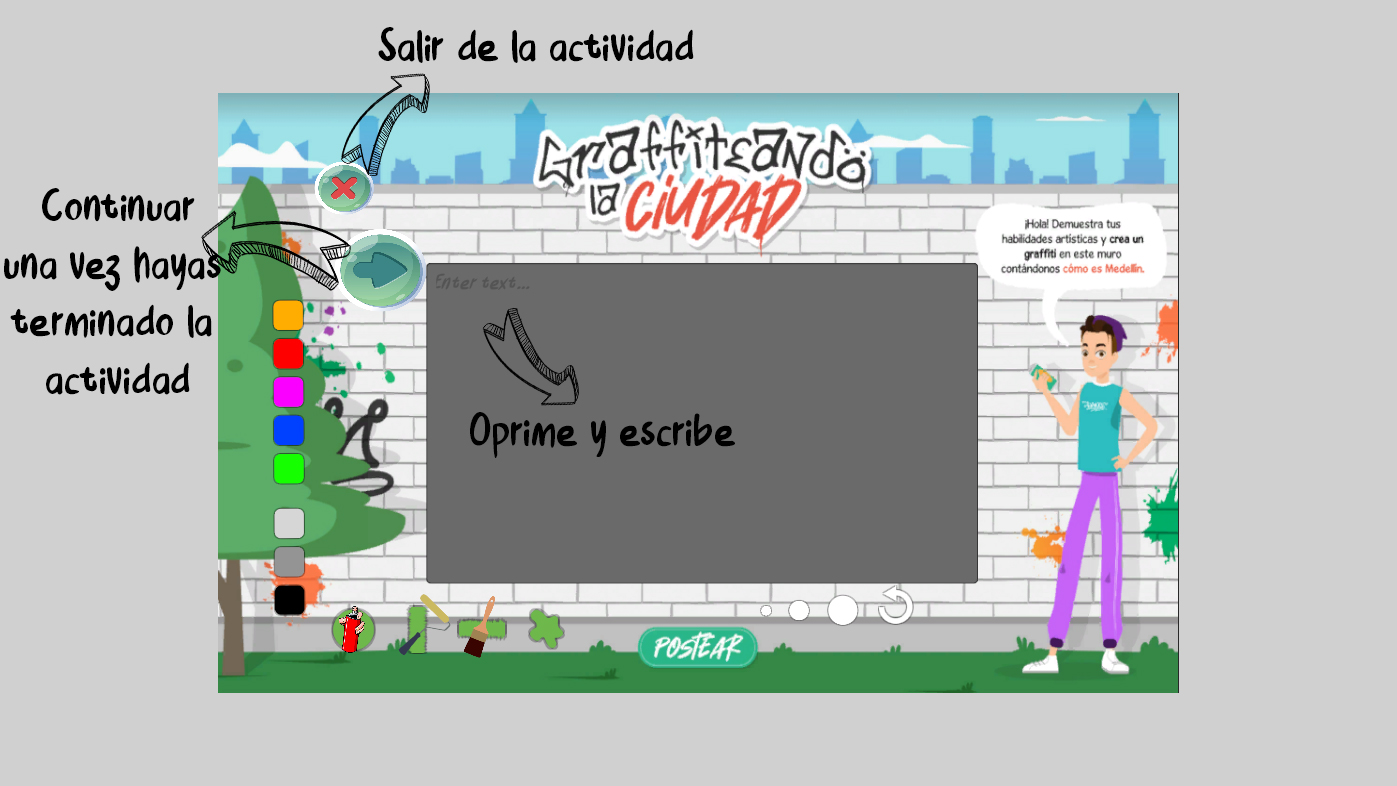 Salir de la actividad
Graffiteando
la CIUDAD
Continuar
una vez hayas
terminado la
actividad
¡Hola! Demuestra tus
habilidades artísticas y crea un
graffiti en este muro
contándonos cómo es Medellín.
Enter text...
Oprime y escribe
POSTEAR